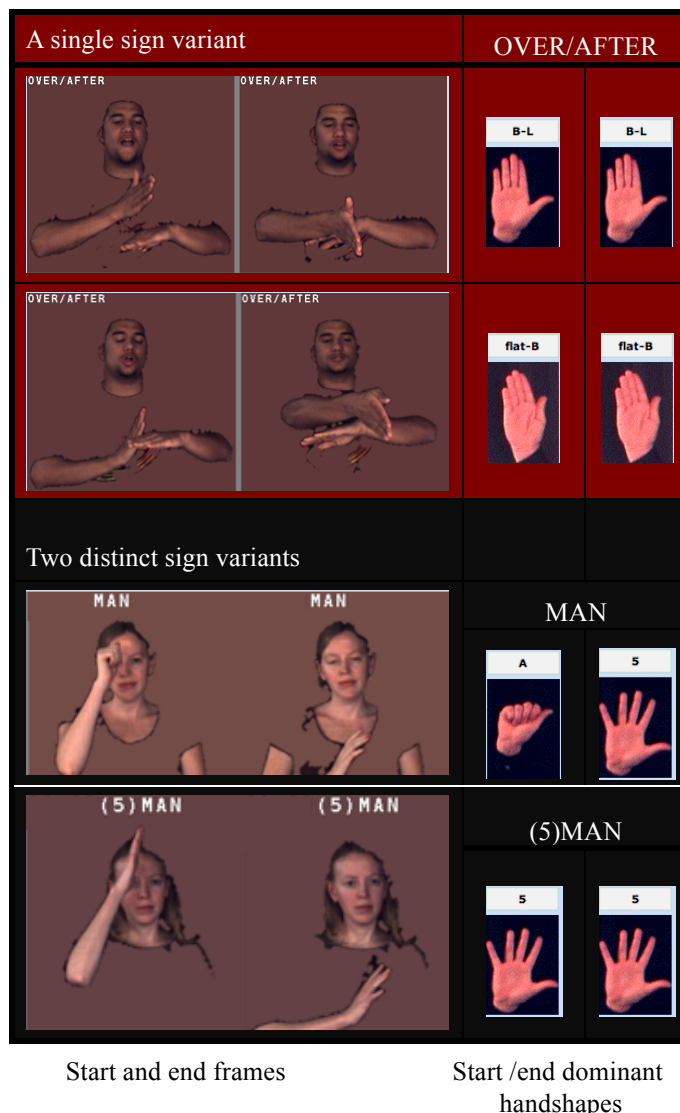 A single sign variant
OVER/AFTER
OVER/AFTER OVER/AFTER
B-L B-L
OVER/AFTER OVER/AFTER
flat-B flat-B
Two distinct sign variants
MAN MAN
MAN
A 5
(5)MAN (5)MAN
(5)MAN
5 5
Start and end frames
Start /end dominant
handshapes